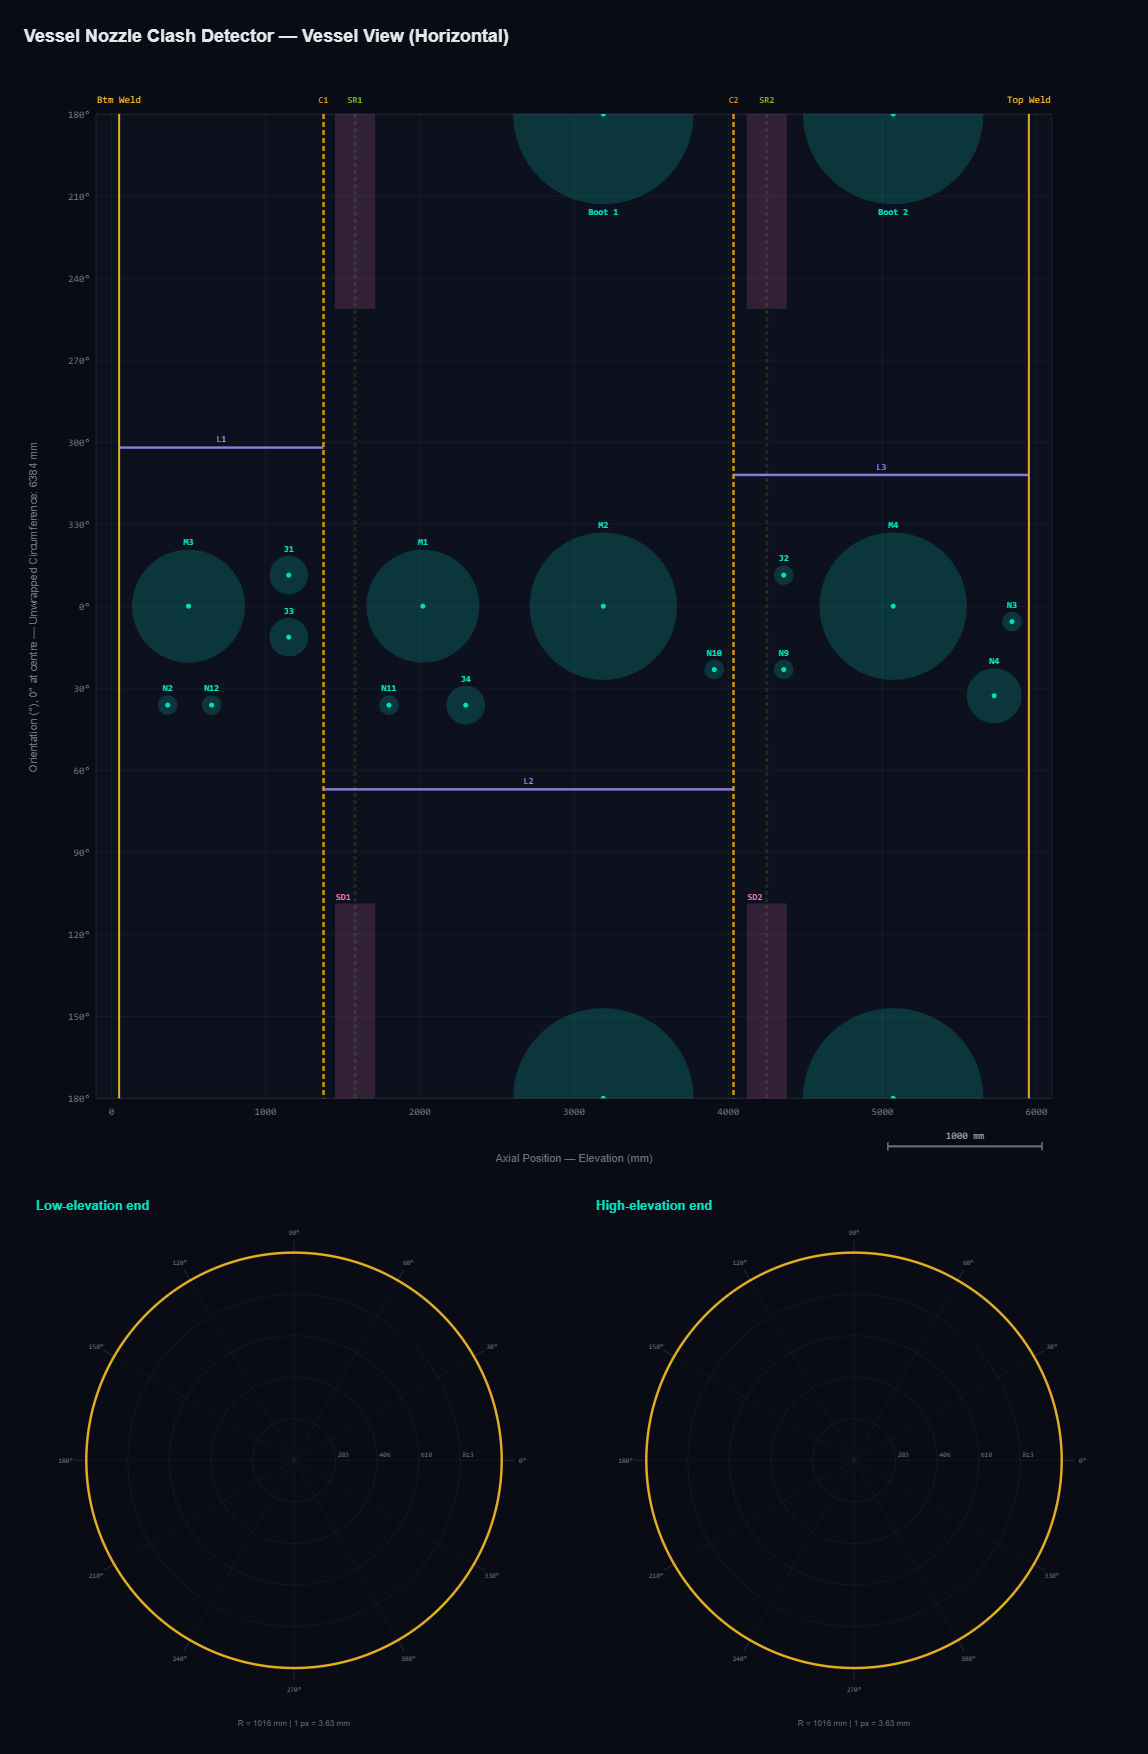 Vessel Nozzle Clash Detector — Vessel View (Horizontal)
Btm Weld C1 SR1 C2 SR2 Top Weld
180°
210°
Boot 1 Boot 2
240°
270°
300°
L1
L3
330°
M3 J1 M1 M2 J2 M4
0°
J3 N3
N10 N9 N4
30°
N2 N12 N11 J4
60°
L2
90°
SD1 SD2
120°
150°
180°
Orientation (°), 0° at centre — Unwrapped Circumference: 6384 mm
0 1000 2000 3000 4000 5000 6000
1000 mm
Axial Position — Elevation (mm)
Low-elevation end
90°
120° 60°
150° 30°
180° 203 406 610 813 0°
210° 330°
240° 300°
270°
R = 1016 mm | 1 px = 3.63 mm
High-elevation end
90°
120° 60°
150° 30°
180° 203 406 610 813 0°
210° 330°
240° 300°
270°
R = 1016 mm | 1 px = 3.63 mm